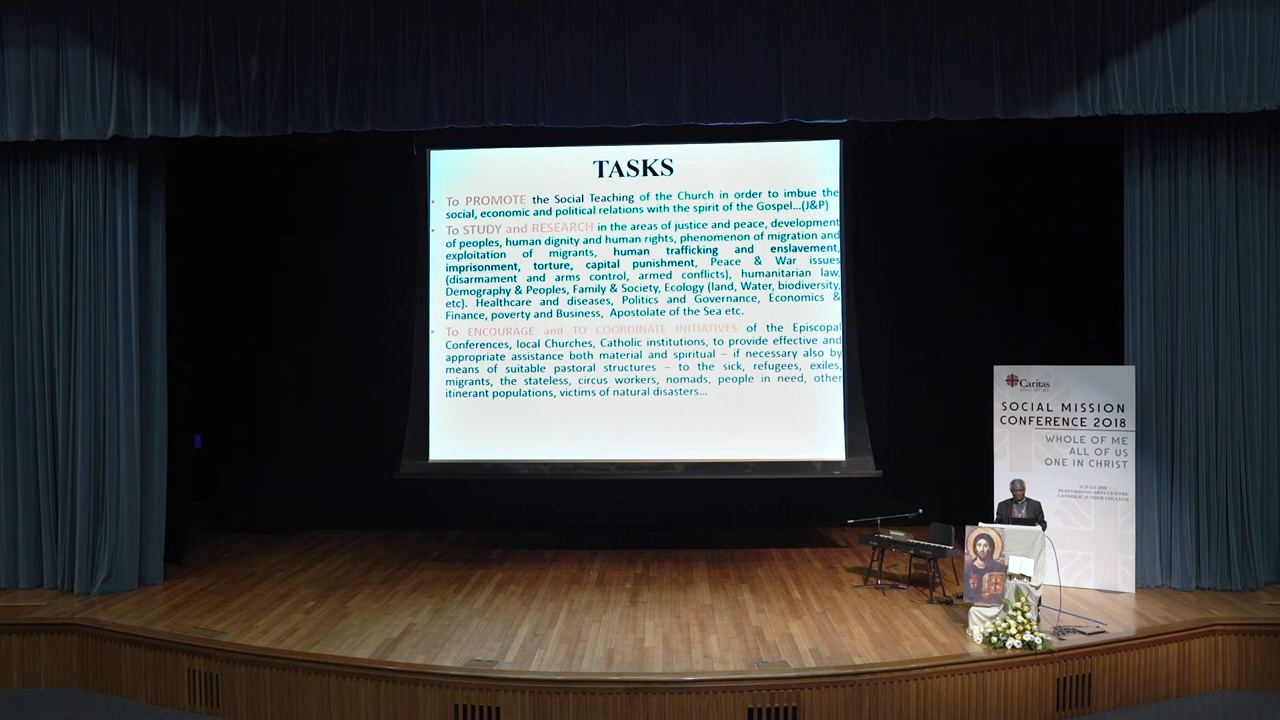 TASKS
• To PROMOTE the Social Teaching of the Church in order to imbue the
social, economic and political relations with the spirit of the Gospel...(J&P)
• To STUDY and RESEARCH in the areas of justice and peace, development
of peoples, human dignity and human rights, phenomenon of migration and
exploitation of migrants, human trafficking and enslavement,
imprisonment, torture, capital punishment, Peace & War issues
(disarmament and arms control, armed conflicts), humanitarian law,
Demography & Peoples, Family & Society, Ecology (land, Water, biodiversity,
etc). Healthcare and diseases, Politics and Governance, Economics &
Finance, poverty and Business, Apostolate of the Sea etc.
• To ENCOURAGE and TO COORDINATE INITIATIVES of the Episcopal
Conferences, local Churches, Catholic institutions, to provide effective and
appropriate assistance both material and spiritual – if necessary also by
means of suitable pastoral structures – to the sick, refugees, exiles,
migrants, the stateless, circus workers, nomads, people in need, other
itinerant populations, victims of natural disasters...
Caritas
SOCIAL MISSION
CONFERENCE 2018
WHOLE OF ME
ALL OF US
ONE IN CHRIST
JULY 2018
PERFORMING ARTS CENTRE
CATHOLIC JUNIOR COLLEGE